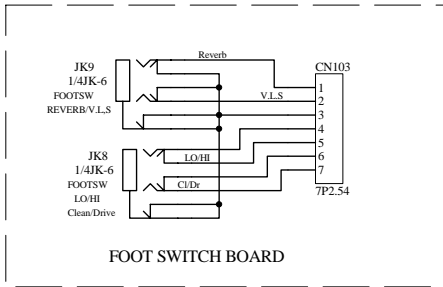 Reverb
JK9
1/4JK-6
FOOTSW
REVERB/V.L,S
V.L.S
CN103
1
2
3
4
5
6
7
7P2.54
JK8
1/4JK-6
FOOTSW
LO/HI
Clean/Drive
LO/HI
Cl/Dr
FOOT SWITCH BOARD